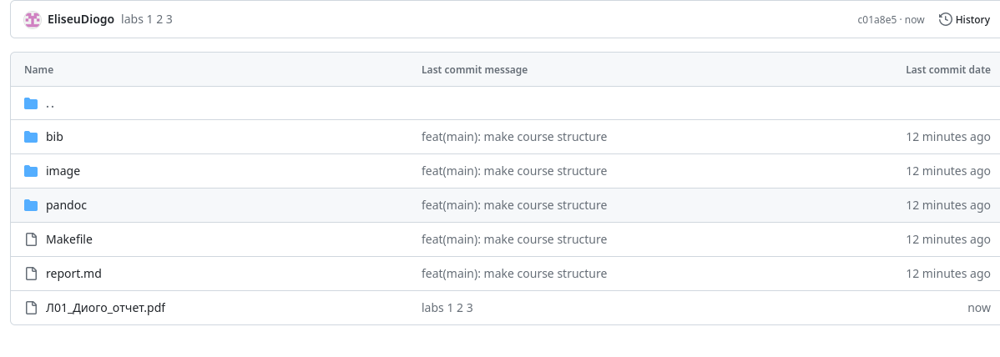 EliseuDiogo labs 1 2 3 c01a8e5 · now History
Name Last commit message Last commit date
..
bib feat(main): make course structure 12 minutes ago
image feat(main): make course structure 12 minutes ago
pandoc feat(main): make course structure 12 minutes ago
Makefile feat(main): make course structure 12 minutes ago
report.md feat(main): make course structure 12 minutes ago
Л01_Диого_отчет.pdf labs 1 2 3 now